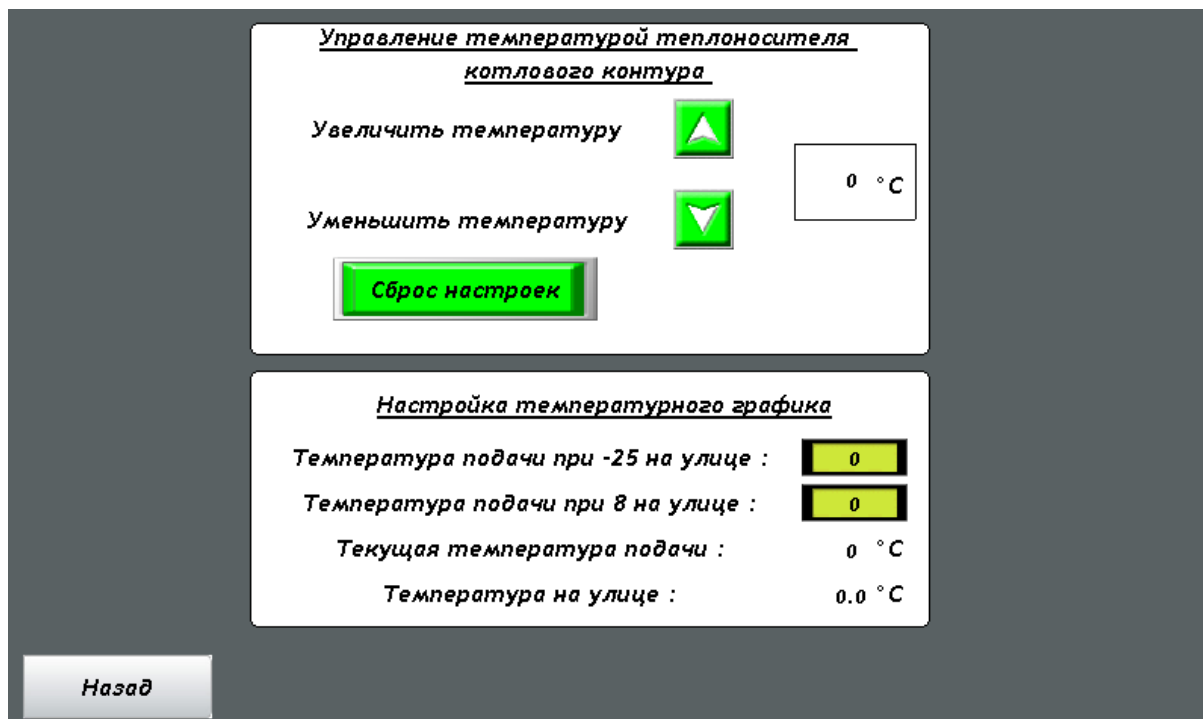 Управление температурой теплоносителя
котлового контура
Увеличить температуру
0 °C
Уменьшить температуру
Сброс настроек
Настройка температурного графика
Температура подачи при -25 на улице : 0
Температура подачи при 8 на улице : 0
Текущая температура подачи : 0 °C
Температура на улице : 0.0 °C
Назад